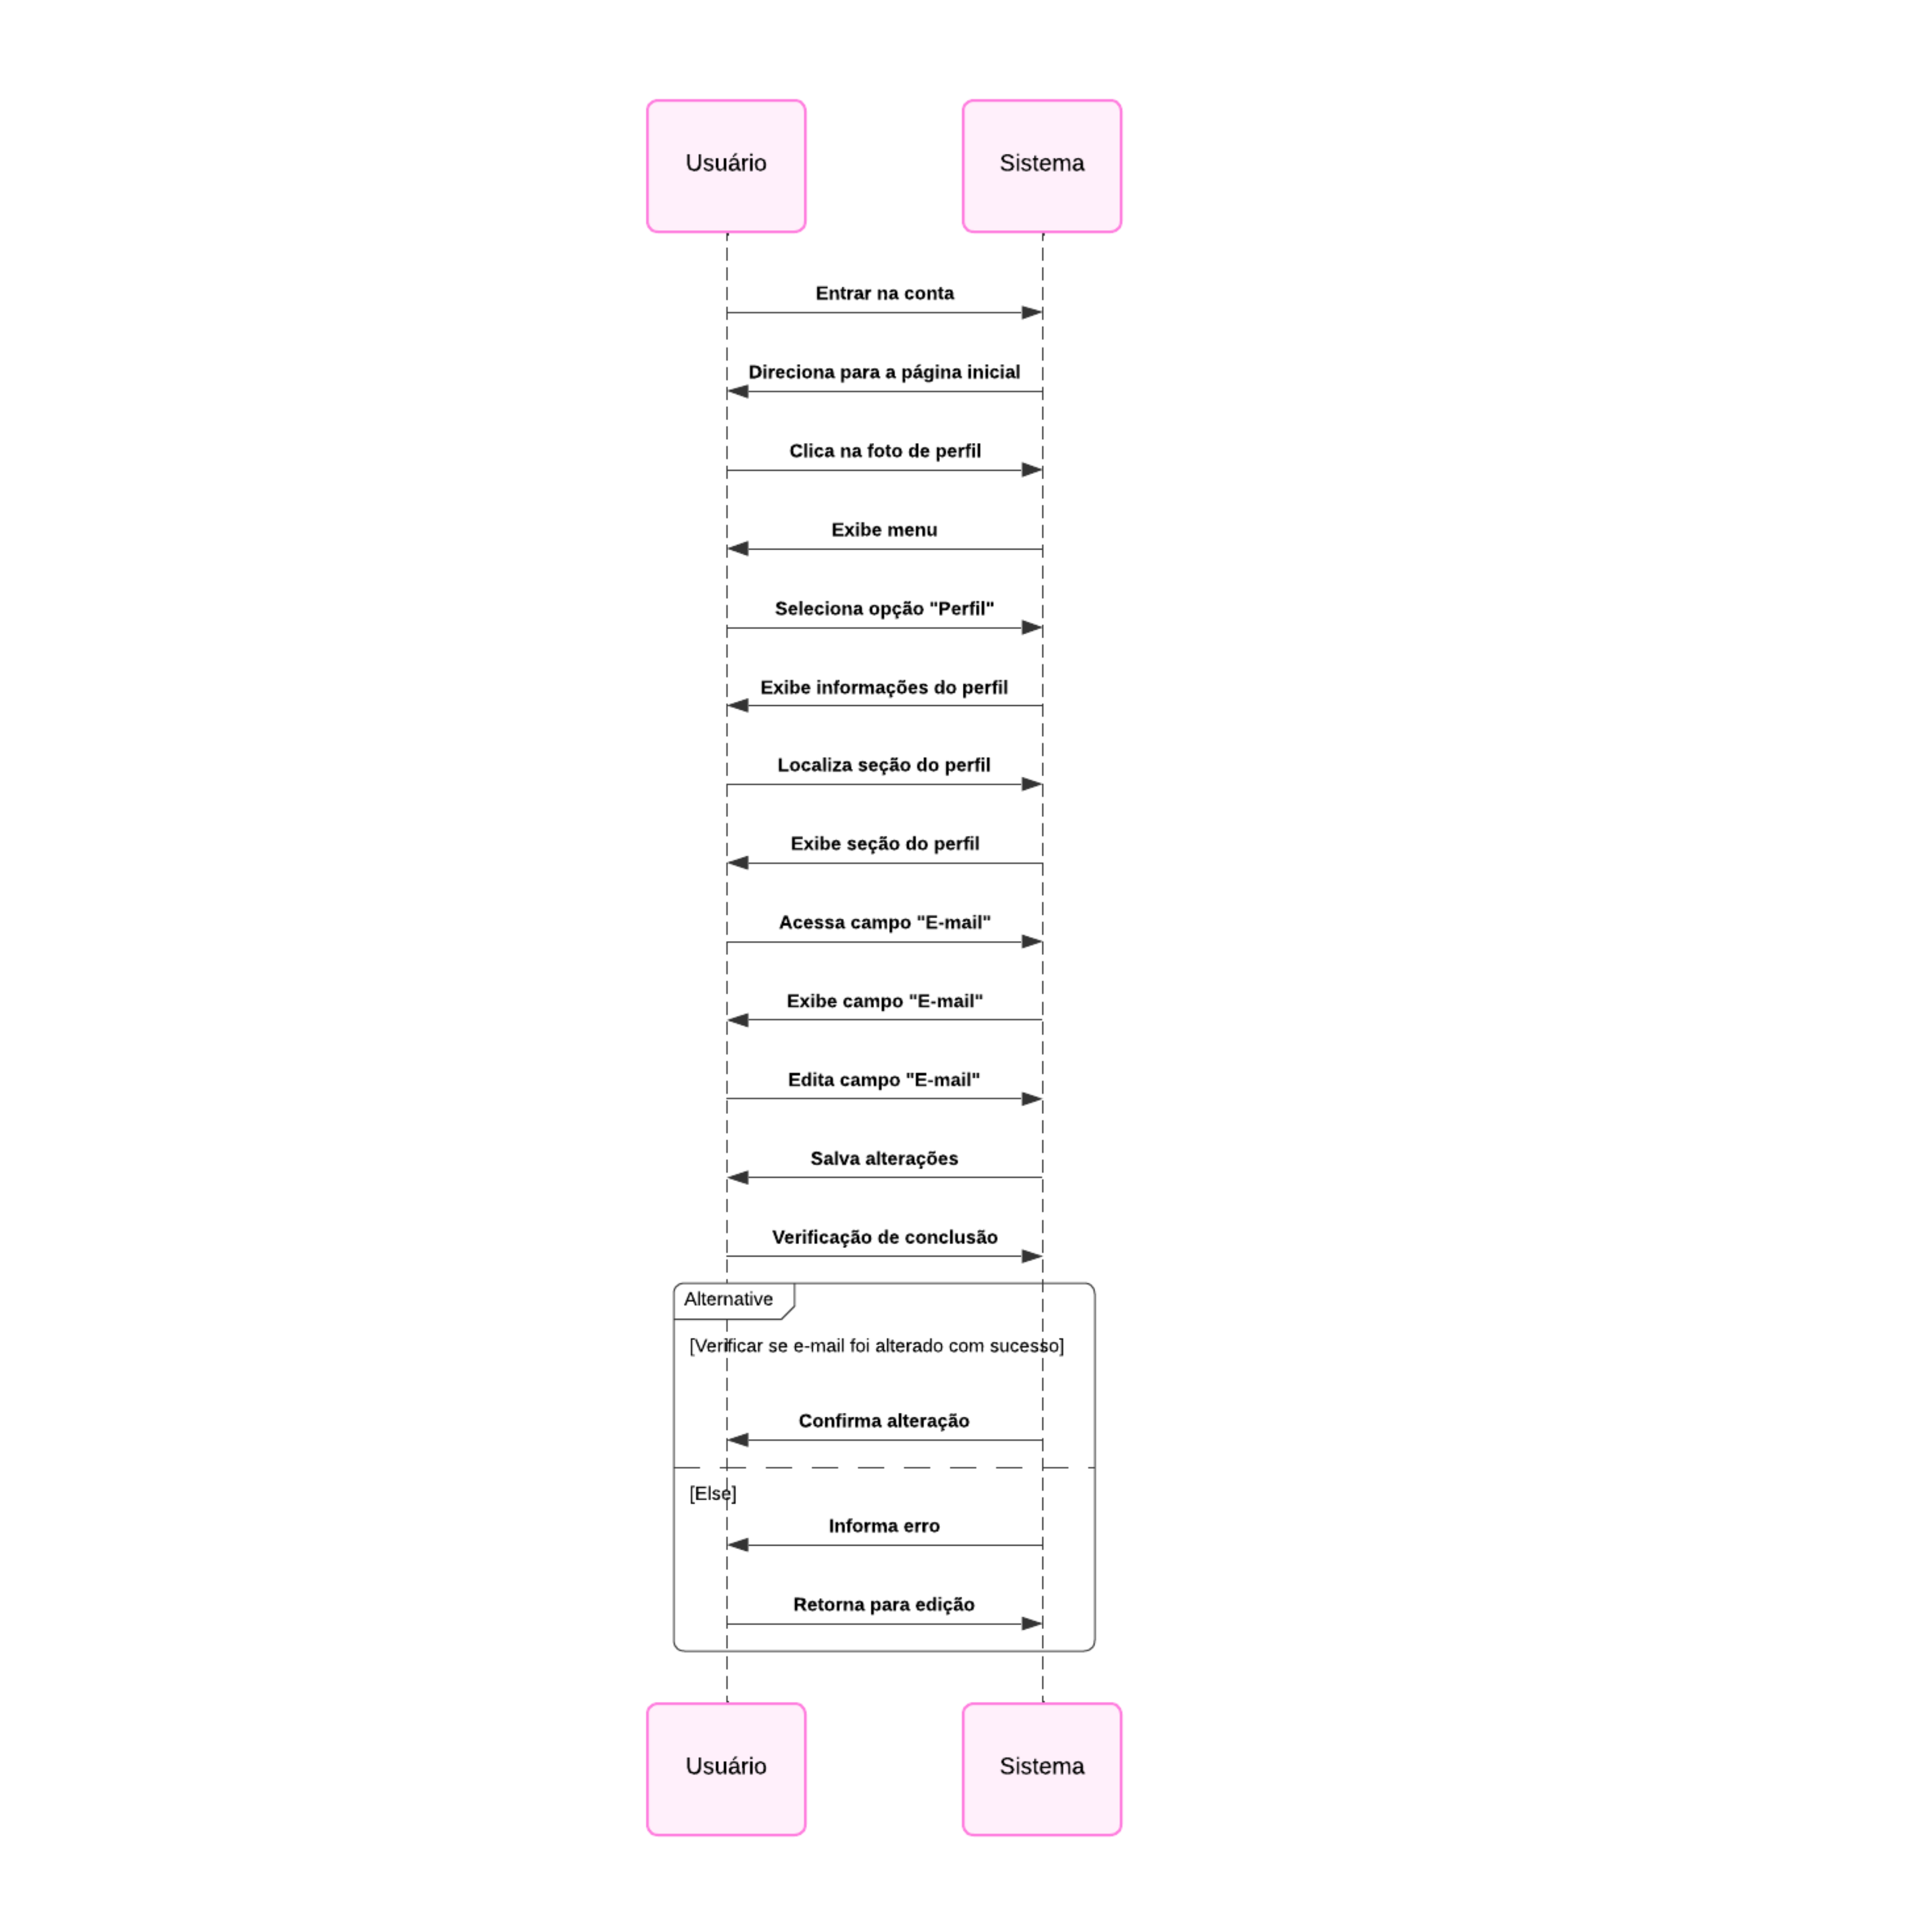 Usuário
Sistema
Entrar na conta
Direciona para a página inicial
Clica na foto de perfil
Exibe menu
Seleciona opção "Perfil"
Exibe informações do perfil
Localiza seção do perfil
Exibe seção do perfil
Acessa campo "E-mail"
Exibe campo "E-mail"
Edita campo "E-mail"
Salva alterações
Verificação de conclusão
Alternative
[Verificar se e-mail foi alterado com sucesso]
Confirma alteração
[Else]
Informa erro
Retorna para edição
Usuário
Sistema